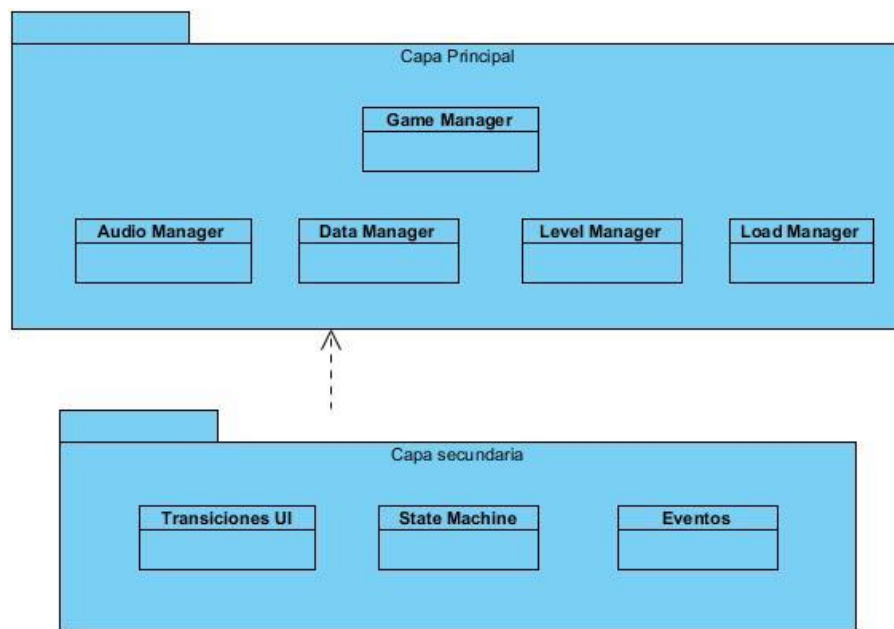 Capa Principal
Game Manager
Audio Manager
Data Manager
Level Manager
Load Manager
Capa secundaria
Transiciones UI
State Machine
Eventos